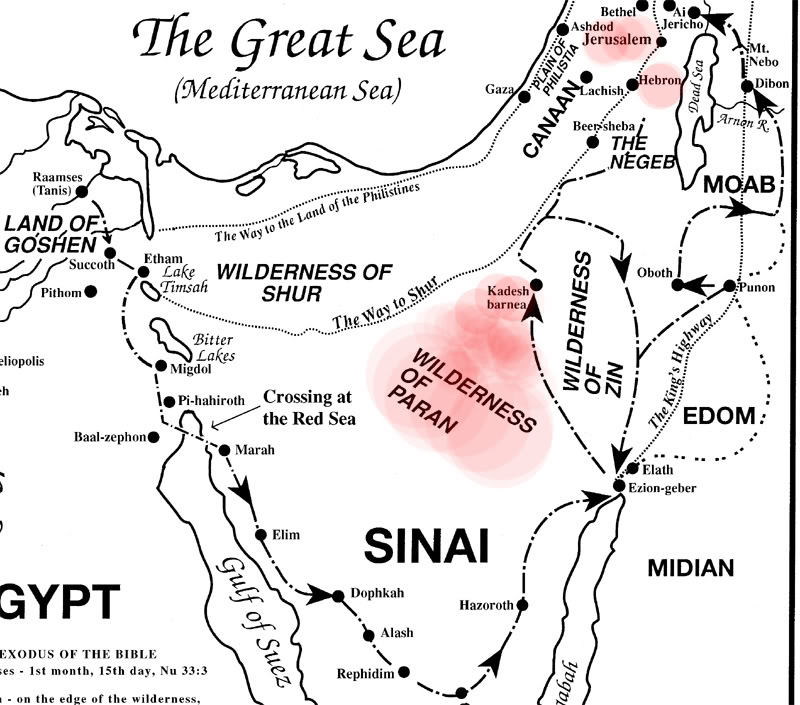 The Great Sea
(Mediterranean Sea)
Bethel
Ai
Jericho
Ashdod
Jerusalem
PLAIN OF
PHILISTIA
Mt.
Nebo
Gaza
CANAAN
Lachish
Hebron
Dead Sea
Dibon
Arnon R.
Beer-sheba
THE
NEGEB
MOAB
Raamses
(Tanis)
The Way to the Land of the Philistines
LAND OF
GOSHEN
Succoth
Etham
Lake
Timsah
WILDERNESS OF
SHUR
Pithom
The Way to Shur
Kadesh
barnea
WILDERNESS
OF
ZIN
Oboth
Punon
The King's Highway
Bitter
Lakes
eliopolis
Migdol
WILDERNESS
OF
PARAN
Pi-hahiroth
Crossing at
the Red Sea
EDOM
Baal-zephon
Marah
Elath
Ezion-geber
Elim
SINAI
MIDIAN
Gulf of Suez
GYPT
Dophkah
Hazoroth
Alash
Rephidim
EXODUS OF THE BIBLE
ses - 1st month, 15th day, Nu 33:3
- on the edge of the wilderness,